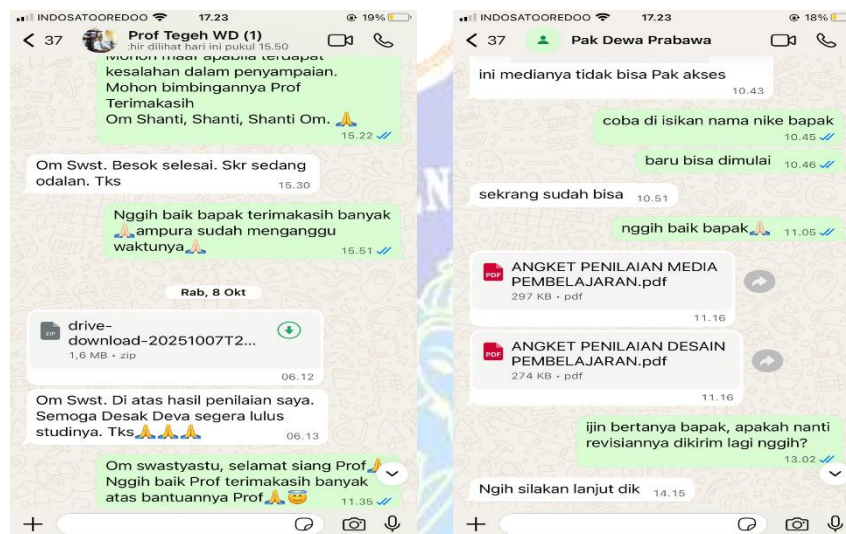 INDOSATOOREDOO 17.23 19%
37 Prof Tegeh WD (1)
:hir dilihat hari ini pukul 15.50
kesalahan dalam penyampaian.
Mohon bimbingannya Prof
Terimakasih
Om Shanti, Shanti, Shanti Om. 🙏
15.22
Om Swst. Besok selesai. Skr sedang
odalan. Tks
15.30
Nggih baik bapak terimakasih banyak
🙏🏻ampura sudah menganggu
waktunya🙏🏻
15.51
Rab, 8 Okt
drive-
download-20251007T2...
1,6 MB • zip
06.12
Om Swst. Di atas hasil penilaian saya.
Semoga Desak Deva segera lulus
studinya. Tks🙏🙏🙏
06.13
Om swastyastu, selamat siang Prof🙏
Nggih baik Prof terimakasih banyak
atas bantuannya Prof🙏😇
11.35
INDOSATOOREDOO 17.23 18%
37 Pak Dewa Prabawa
ini medianya tidak bisa Pak akses
10.43
coba di isikan nama nike bapak
10.45
baru bisa dimulai 10.46
sekrang sudah bisa 10.51
nggih baik bapak🙏🏻 11.05
PDF
ANGKET PENILAIAN MEDIA
PEMBELAJARAN.pdf
297 KB • pdf
11.16
PDF
ANGKET PENILAIAN DESAIN
PEMBELAJARAN.pdf
274 KB • pdf
11.16
ijin bertanya bapak, apakah nanti
revisiannya dikirim lagi nggih?
13.02
Ngih silakan lanjut dik 14.15